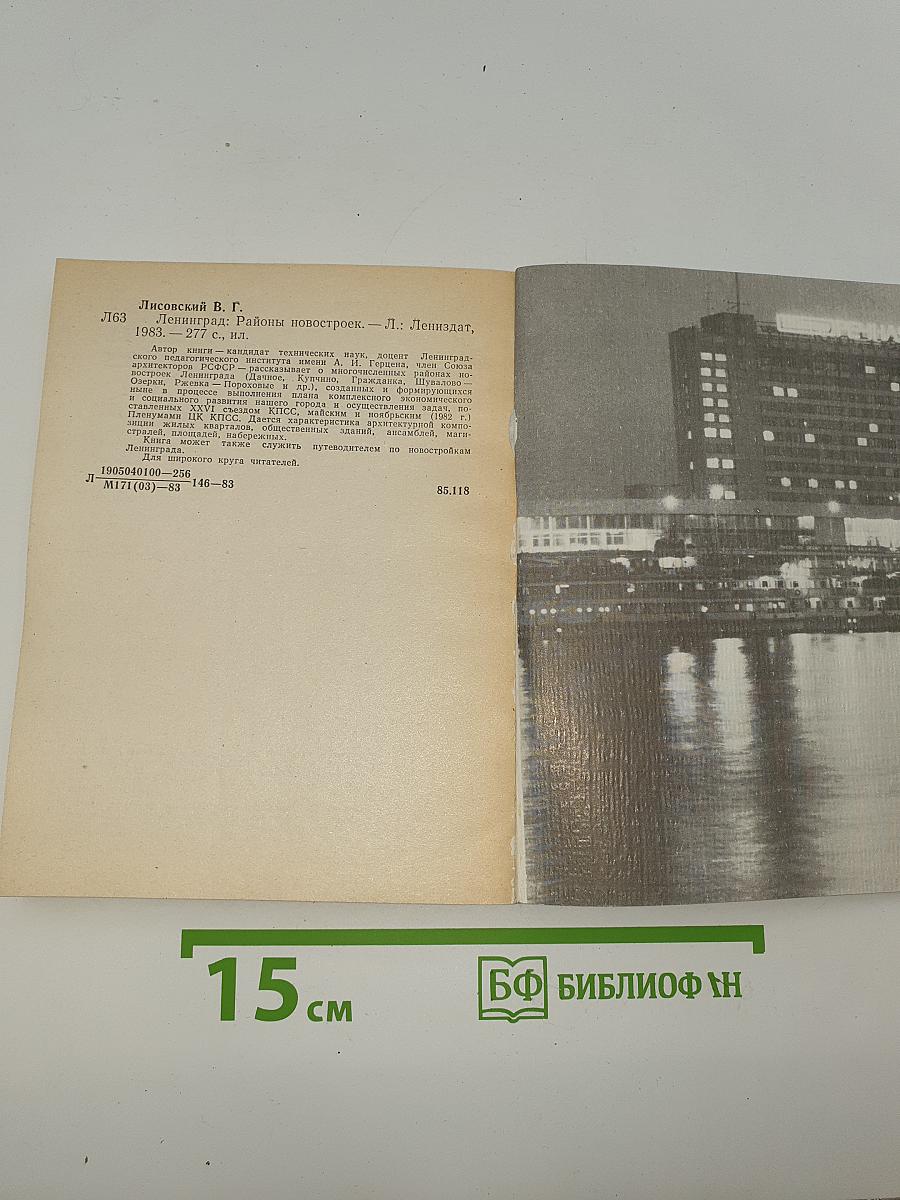 Лисовский В. Г.
Л63 Ленинград: Районы новостроек. — Л.: Лениздат,
1983. — 277 с., ил.
Автор книги — кандидат технических наук, доцент Ленинград-
ского педагогического института имени А. И. Герцена, член Союза
архитекторов РСФСР — рассказывает о многочисленных районах но-
востроек Ленинграда (Дачное, Купчино, Гражданка, Шувалово —
Озерки, Ржевка — Пороховые и др.), созданных и формирующихся
ныне в процессе выполнения плана комплексного экономического
и социального развития нашего города и осуществления задач, по-
ставленных XXVI съездом КПСС, майским и ноябрьским (1982 г.)
Пленумами ЦК КПСС. Дается характеристика архитектурной компо-
зиции жилых кварталов, общественных зданий, ансамблей, маги-
стралей, площадей, набережных.
Книга может также служить путеводителем по новостройкам
Ленинграда.
Для широкого круга читателей.
Л 1905040100—256 146—83
М171(03)—83
85.118
15 см
БФ БИБЛИОФ